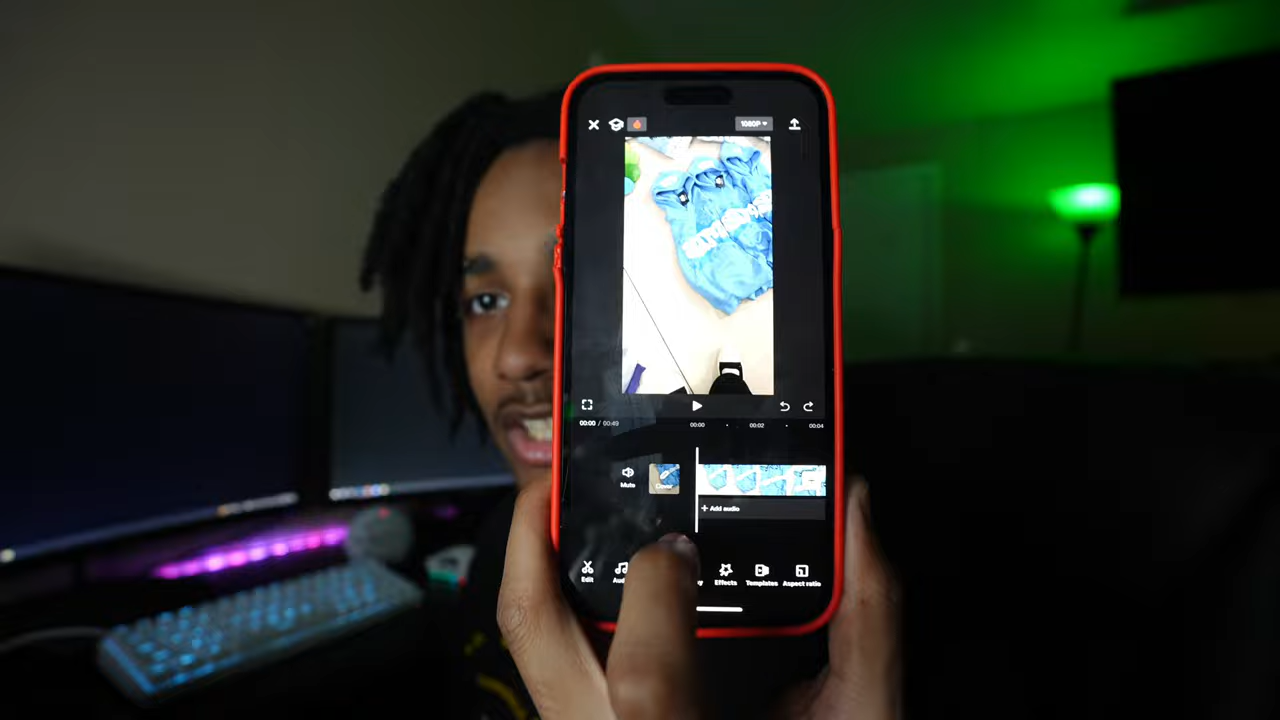 1080P
00:00 / 00:49
00:00
00:02
00:04
Mute
Cover
+ Add audio
Edit
Effects
Templates
Aspect ratio